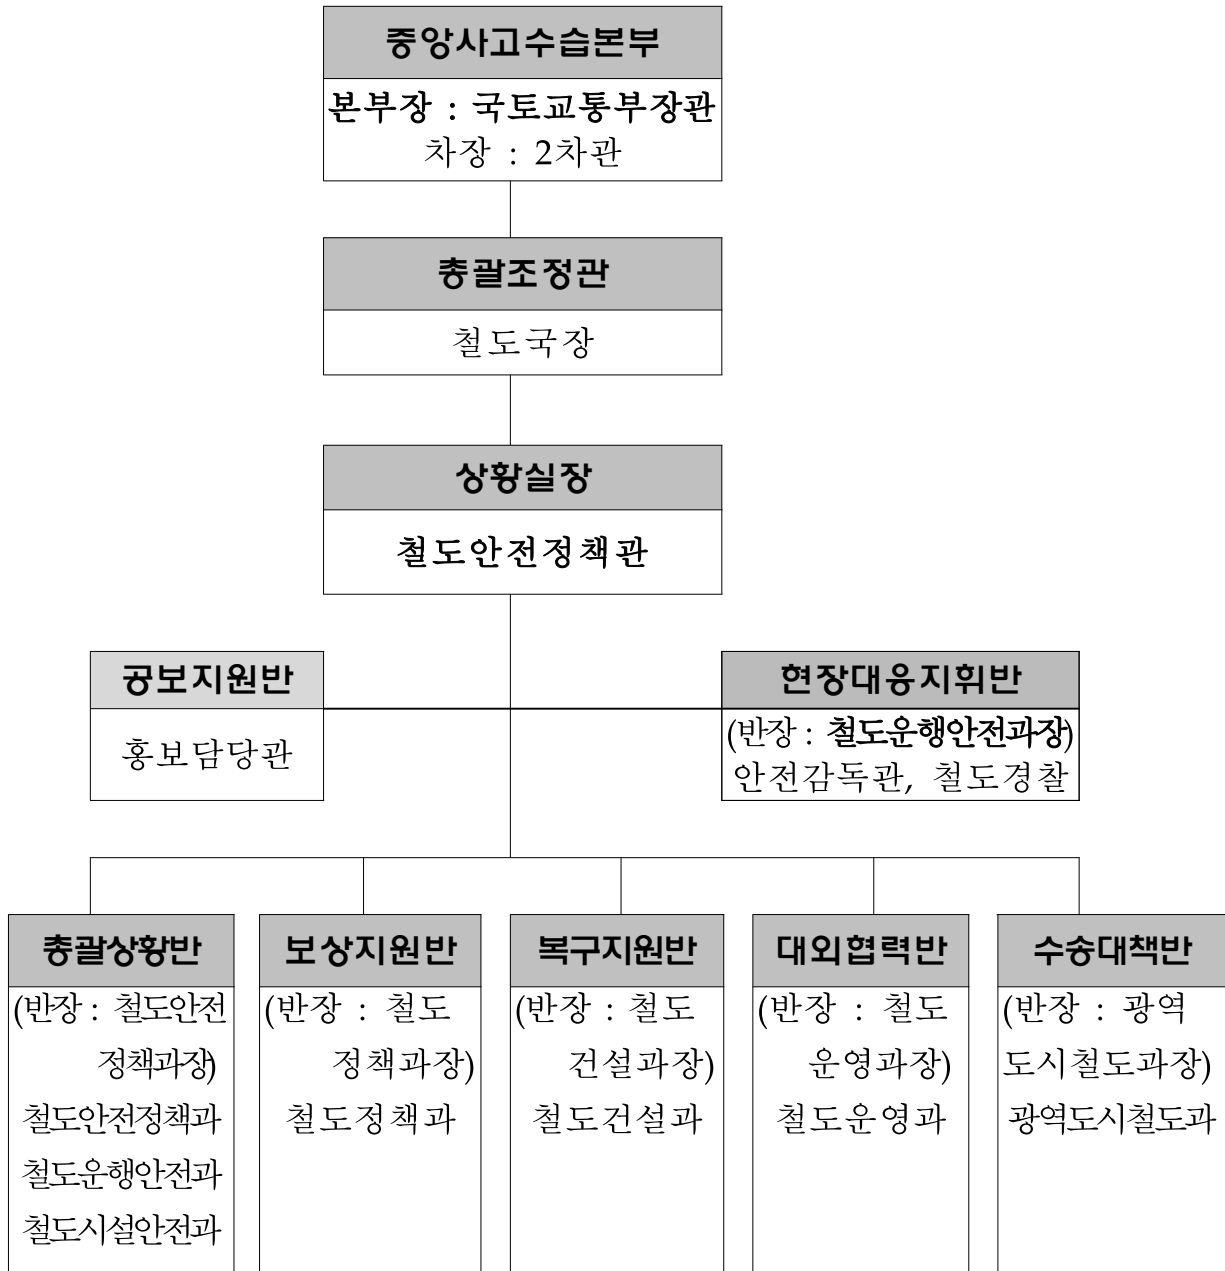 중앙사고수습본부
본부장 : 국토교통부장관
차장 : 2차관
총괄조정관
철도국장
상황실장
철도안전정책관
공보지원반
홍보담당관
현장대응지휘반
(반장 : 철도운행안전과장)
안전감독관, 철도경찰
총괄상황반
(반장 : 철도안전
정책과장)
철도안전정책과
철도운행안전과
철도시설안전과
보상지원반
(반장 : 철도
정책과장)
철도정책과
복구지원반
(반장 : 철도
건설과장)
철도건설과
대외협력반
(반장 : 철도
운영과장)
철도운영과
수송대책반
(반장 : 광역
도시철도과장)
광역도시철도과